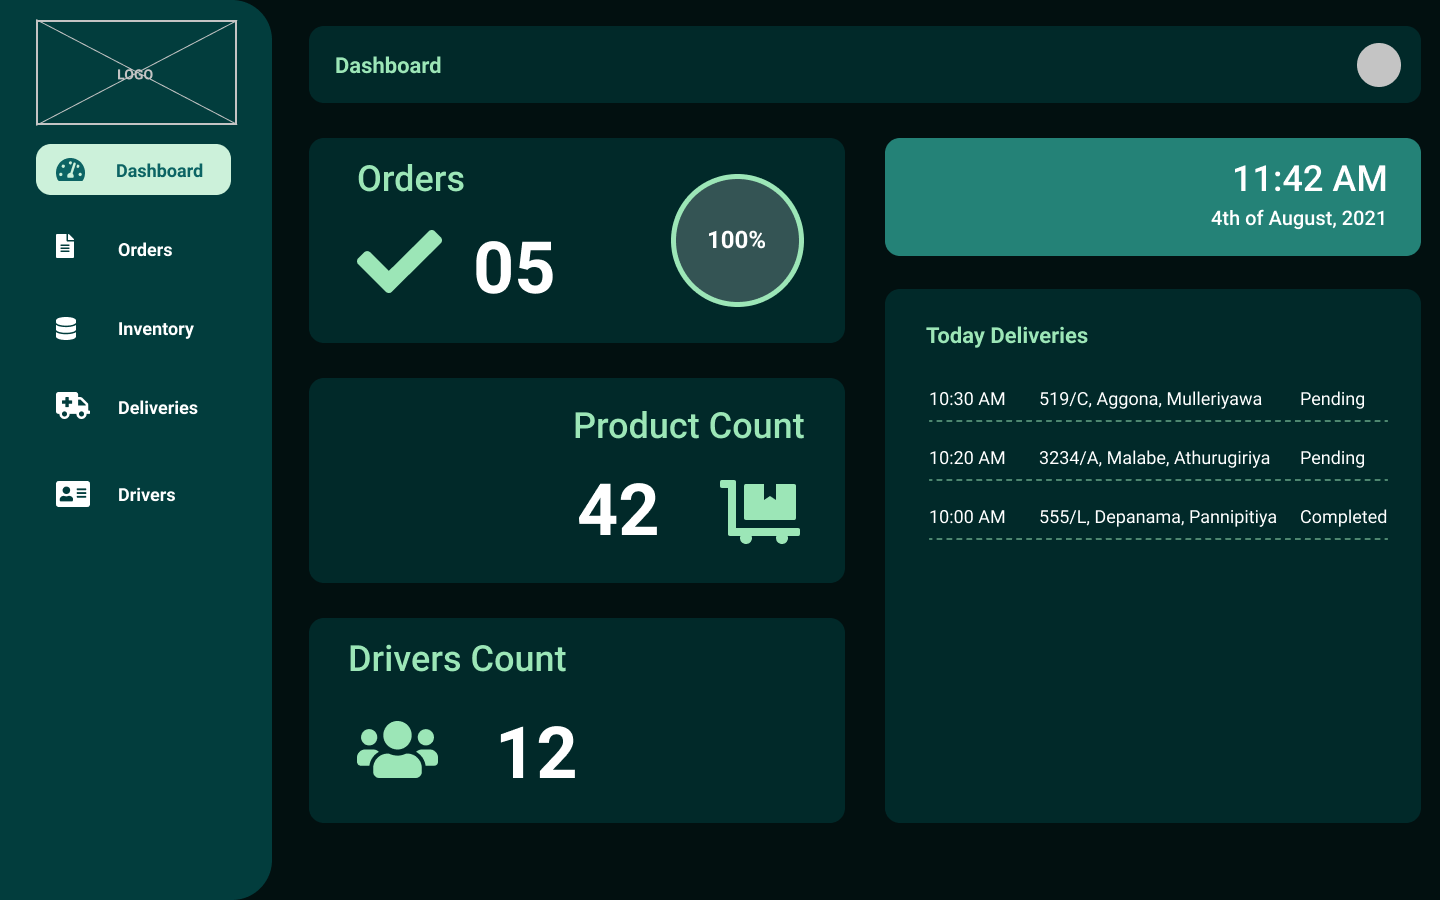 LOGO
Dashboard
Orders
Inventory
Deliveries
Drivers
Dashboard
Orders
05
100%
Product Count
42
Drivers Count
12
11:42 AM
4th of August, 2021
Today Deliveries
10:30 AM 519/C, Aggona, Mulleriyawa Pending
10:20 AM 3234/A, Malabe, Athurugiriya Pending
10:00 AM 555/L, Depanama, Pannipitiya Completed